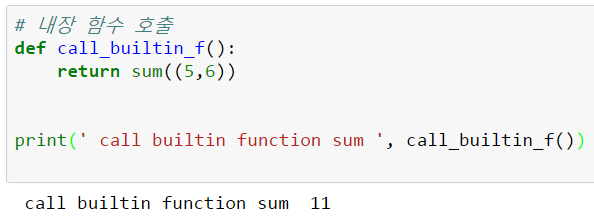 # 내장 함수 호출
def call_builtin_f():
    return sum((5,6))
print(' call builtin function sum ', call_builtin_f())
 call builtin function sum  11